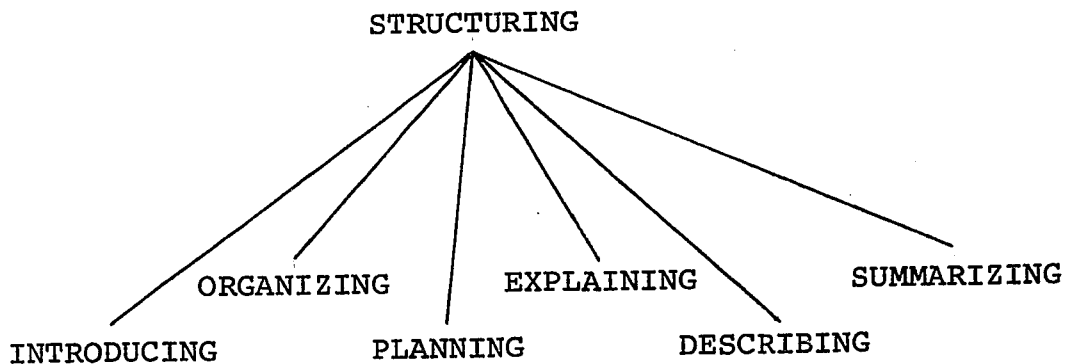 STRUCTURING
ORGANIZING EXPLAINING SUMMARIZING
INTRODUCING PLANNING DESCRIBING